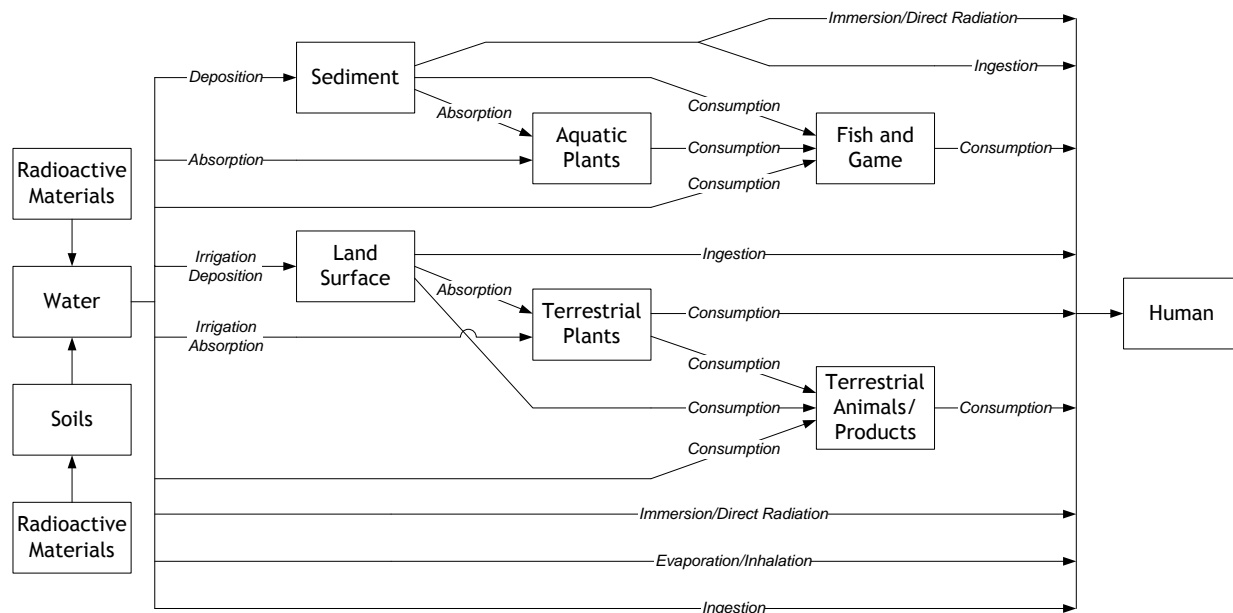 Immersion/Direct Radiation
Deposition
Sediment
Ingestion
Absorption
Consumption
Radioactive
Materials
Absorption
Aquatic
Plants
Consumption
Fish and
Game
Consumption
Consumption
Water
Irrigation
Deposition
Land
Surface
Ingestion
Absorption
Irrigation
Absorption
Terrestrial
Plants
Consumption
Human
Consumption
Soils
Consumption
Terrestrial
Animals/
Products
Consumption
Consumption
Radioactive
Materials
Immersion/Direct Radiation
Evaporation/Inhalation
Ingestion